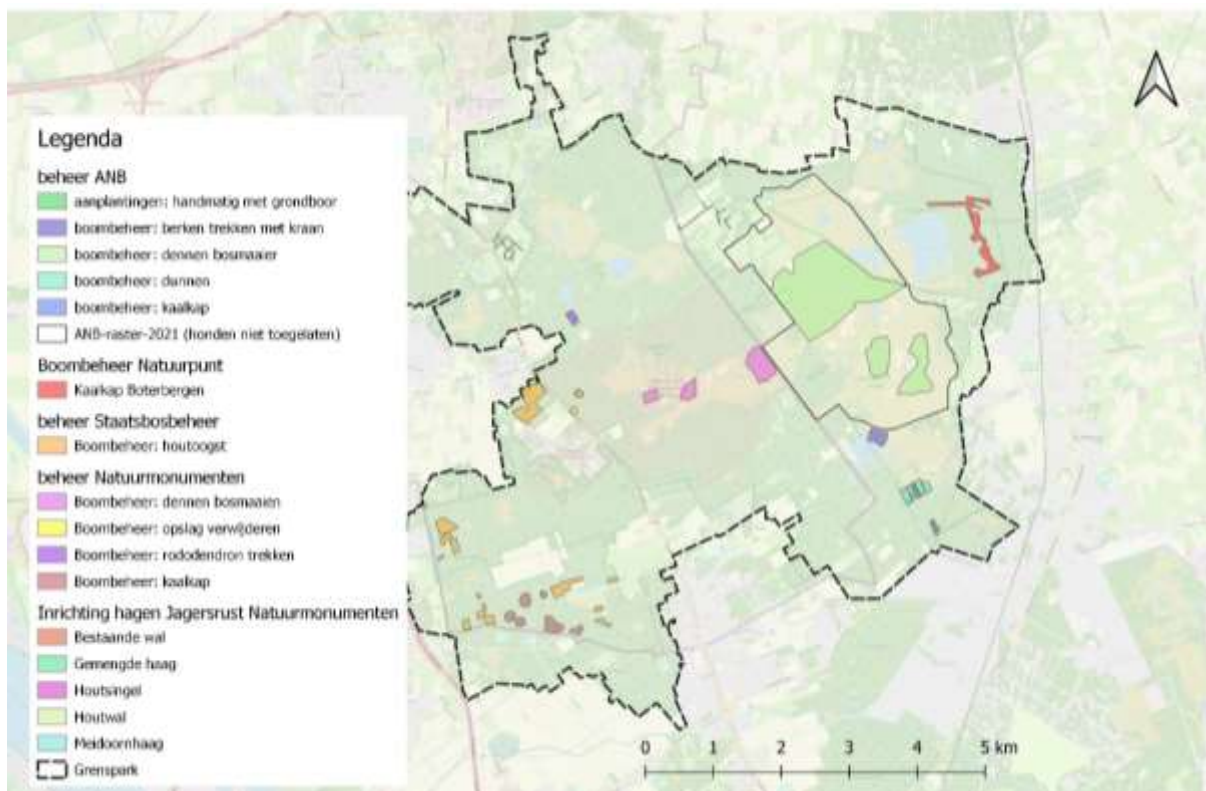 Legenda
beheer ANB
aanplantingen: handmatig met grondboor
boombeheer: berken trekken met kraan
boombeheer: dennen bosmaaier
boombeheer: dunnen
boombeheer: kaalkap
ANB-raster-2021 (honden niet toegelaten)
Boombeheer Natuurpunt
Kaarkap Boterbergen
beheer Staatsbosbeheer
Boombeheer: houtoogst
beheer Natuurmonumenten
Boombeheer: dennen bosmaaien
Boombeheer: opslag verwijderen
Boombeheer: rododendron trekken
Boombeheer: kaalkap
Inrichting hagen Jagersrust Natuurmonumenten
Bestaande wal
Gemengde haag
Houtsingel
Houtwal
Meidoornhaag
Grenspark
0 1 2 3 4 5 km